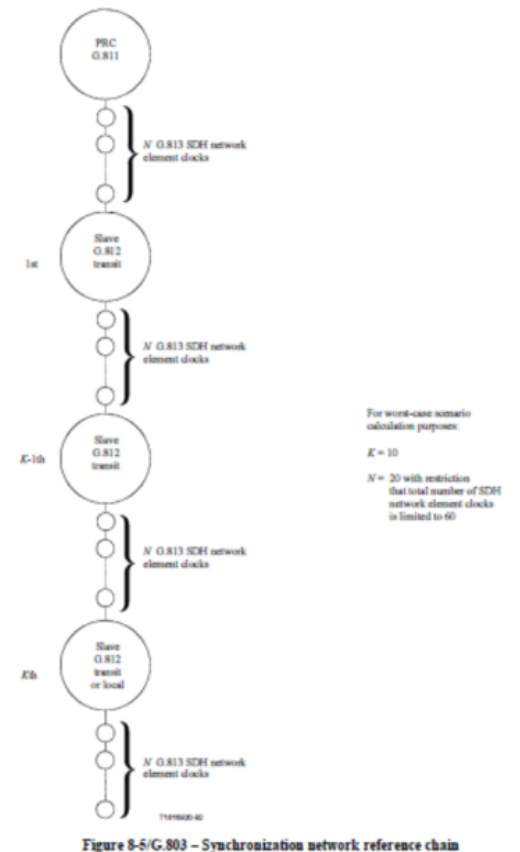 PRC
G.811
N G.813 SDH network
element clocks
Slave
G.812
transit
1st
N G.813 SDH network
element clocks
For worst-case scenario
calculation purposes:
K = 10
N = 20 with restriction
that total number of SDH
network element clocks
is limited to 60
Slave
G.812
transit
K-1th
N G.813 SDH network
element clocks
Slave
G.812
transit
or local
Kth
N G.813 SDH network
element clocks
Figure 8-5/G.803 – Synchronization network reference chain